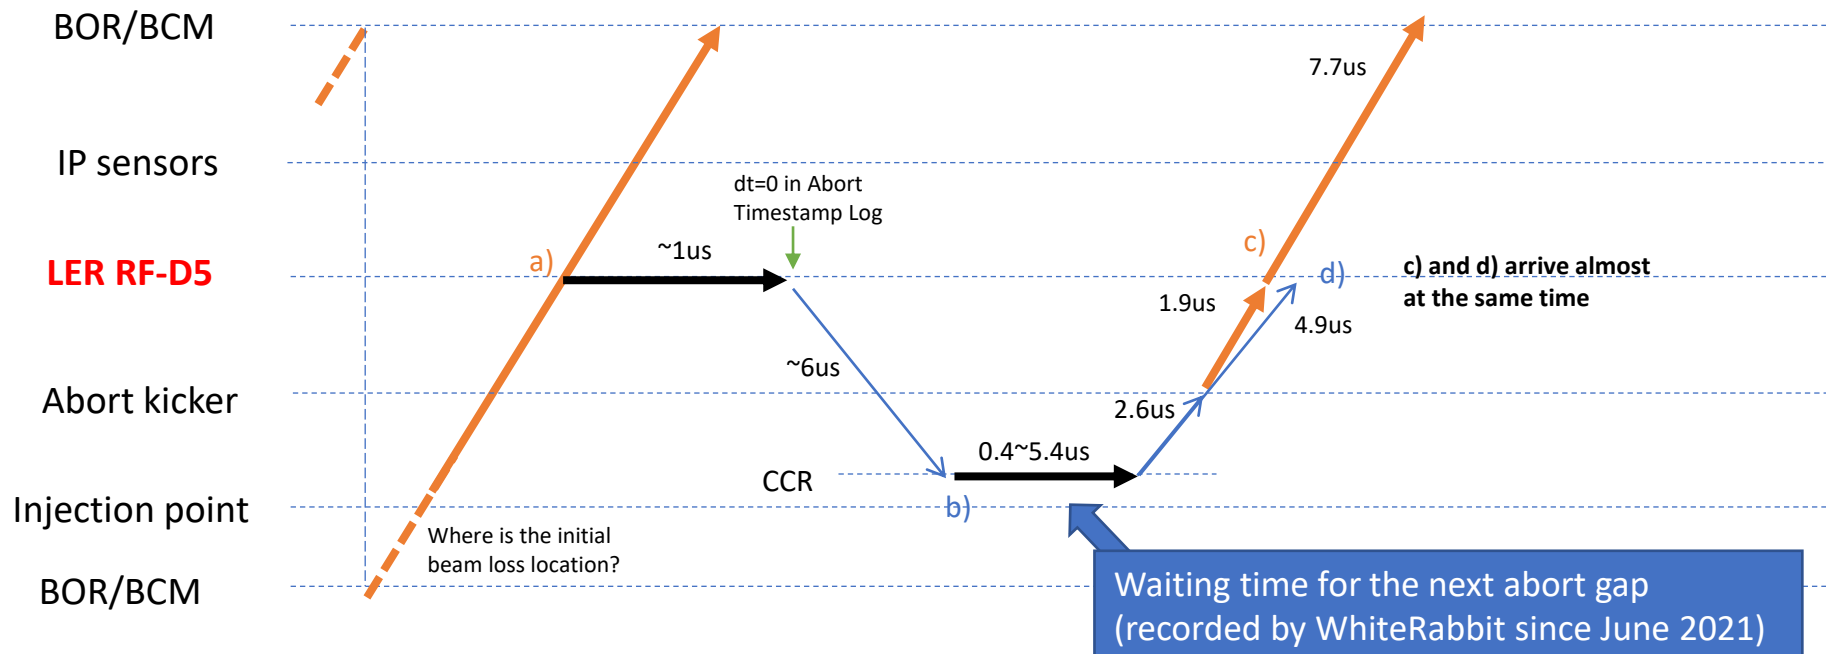 BOR/BCM
7.7us
IP sensors
dt=0 in Abort
Timestamp Log
~1us
a)
LER RF-D5
c)
d)
c) and d) arrive almost
at the same time
1.9us
4.9us
~6us
Abort kicker
2.6us
0.4~5.4us
CCR
b)
Injection point
Where is the initial
beam loss location?
BOR/BCM
Waiting time for the next abort gap
(recorded by WhiteRabbit since June 2021)